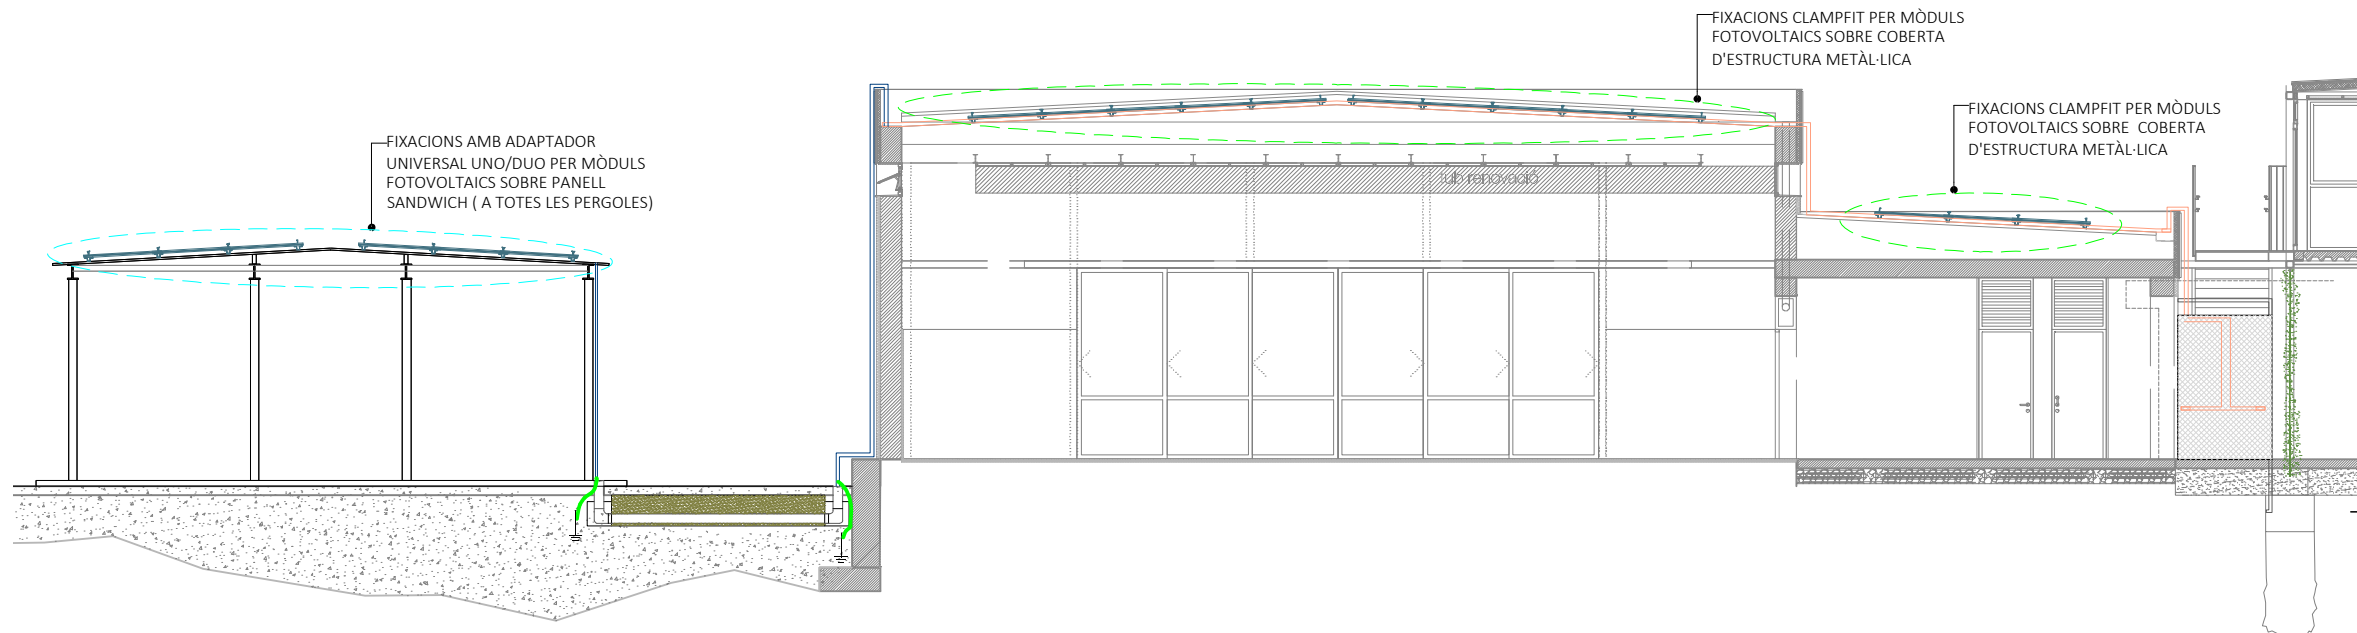 FIXACIONS CLAMPFIT PER MÒDULS
FOTOVOLTAICS SOBRE COBERTA
D'ESTRUCTURA METÀL·LICA
FIXACIONS CLAMPFIT PER MÒDULS
FOTOVOLTAICS SOBRE COBERTA
D'ESTRUCTURA METÀL·LICA
FIXACIONS AMB ADAPTADOR
UNIVERSAL UNO/DUO PER MÒDULS
FOTOVOLTAICS SOBRE PANELL
SANDWICH ( A TOTES LES PERGOLES)
tub renovació